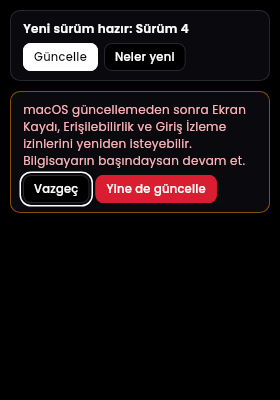 Yeni sürüm hazır: Sürüm 4
Güncelle
Neler yeni
macOS güncellemeden sonra Ekran
Kaydı, Erişilebilirlik ve Giriş İzleme
izinlerini yeniden isteyebilir.
Bilgisayarın başındaysan devam et.
Vazgeç
Yine de güncelle